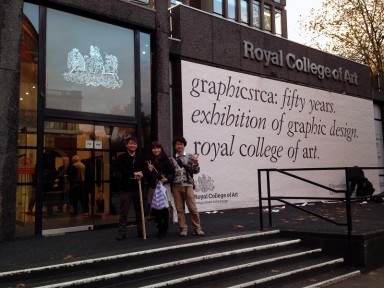 Royal College of Art
graphicsrca: fifty years.
exhibition of graphic design.
royal college of art.
Royal College of Art